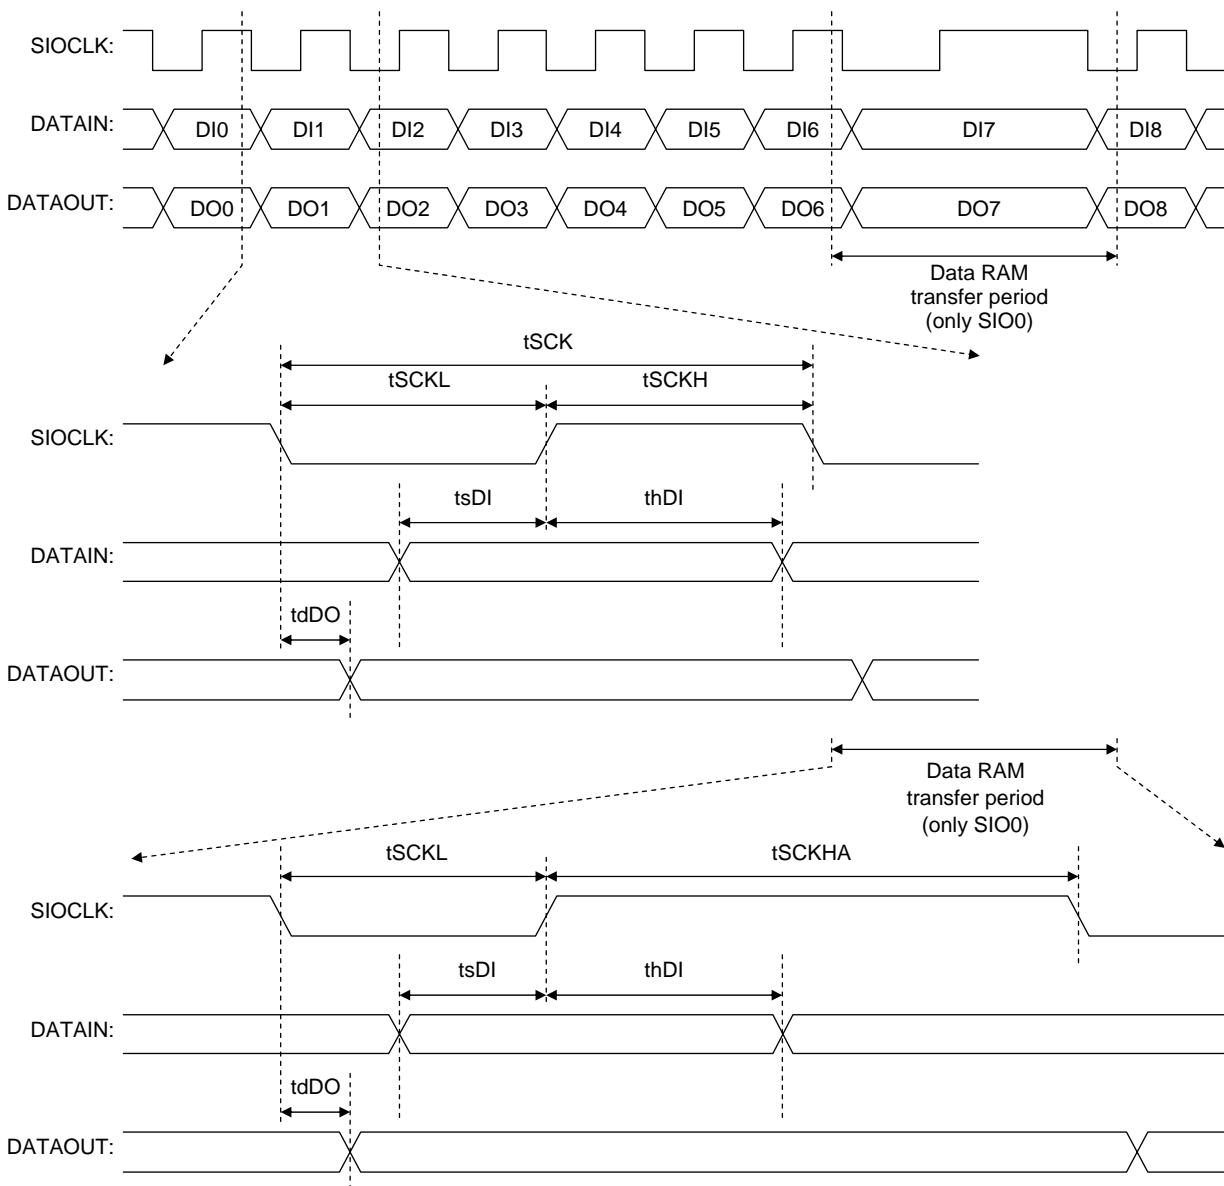 SIOCLK:
DATAIN: DI0 DI1 DI2 DI3 DI4 DI5 DI6 DI7 DI8
DATAOUT: DO0 DO1 DO2 DO3 DO4 DO5 DO6 DO7 DO8
Data RAM
transfer period
(only SIO0)
tSCK
tSCKL tSCKH
SIOCLK:
tsDI thDI
DATAIN:
tdDO
DATAOUT:
Data RAM
transfer period
(only SIO0)
tSCKL tSCKHA
SIOCLK:
tsDI thDI
DATAIN:
tdDO
DATAOUT: